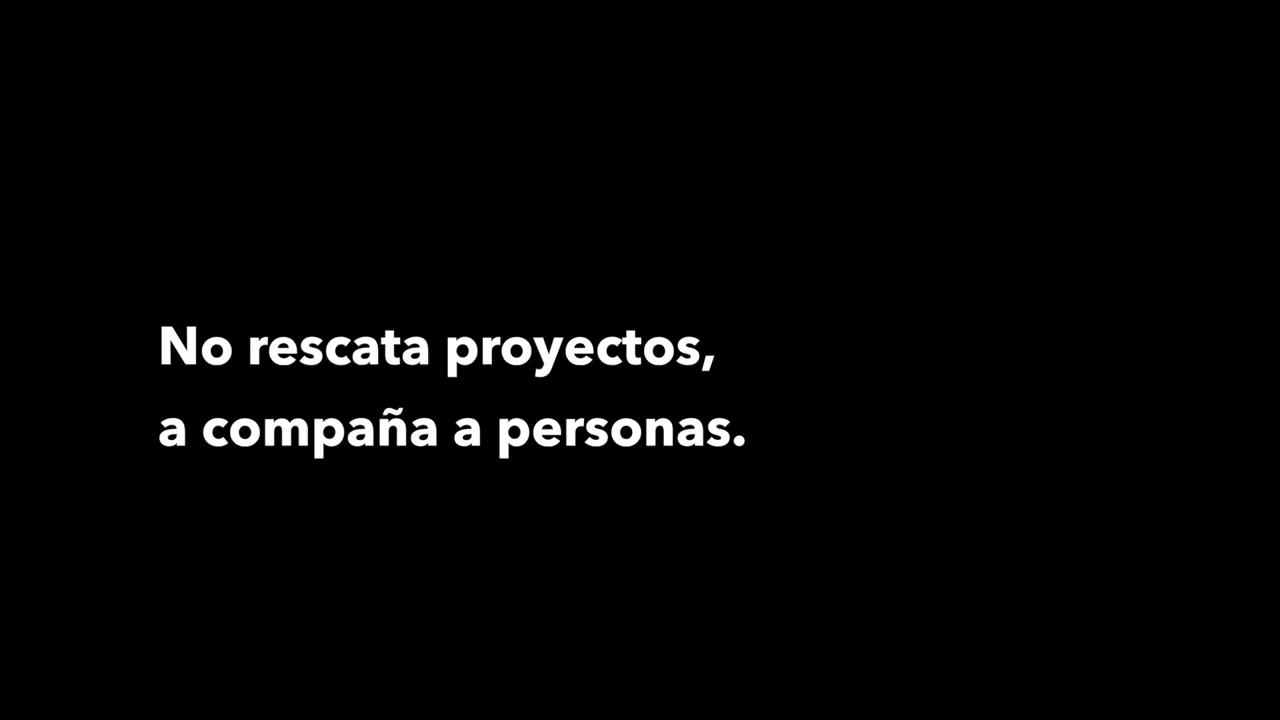 No rescata proyectos,
a compaña a personas.